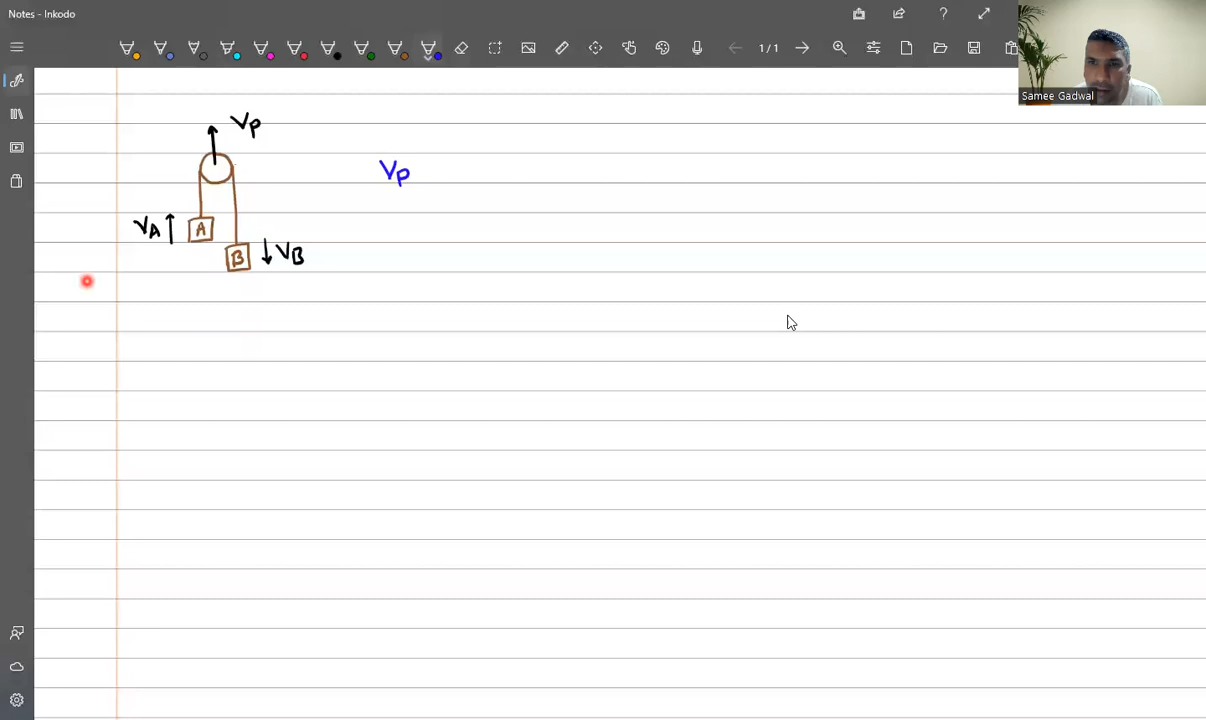 Notes - Inkodo
1 / 1
Samee Gadwal
VP
VP
VA
A
B
VB